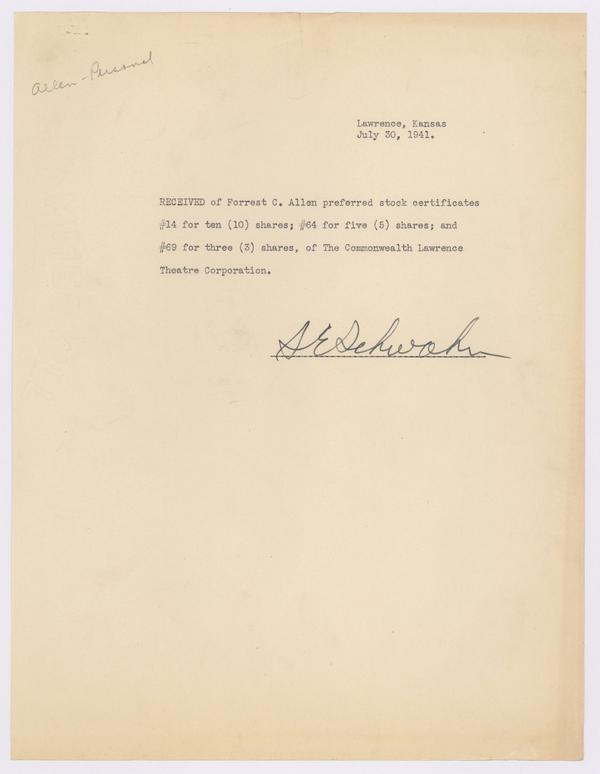 Allen-Personal
Lawrence, Kansas
July 30, 1941.
RECEIVED of Forrest C. Allen preferred stock certificates
#14 for ten (10) shares; #64 for five (5) shares; and
#69 for three (3) shares, of The Commonwealth Lawrence
Theatre Corporation.
S E Schwahn